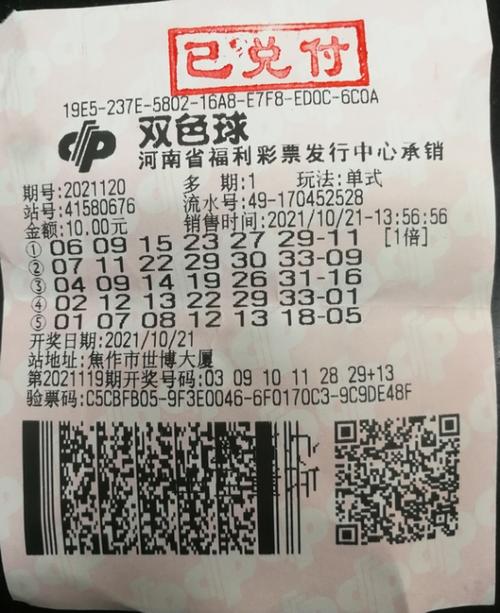 已兑付
19E5-237E-5802-16A8-E7F8-ED0C-6C0A
双色球
河南省福利彩票发行中心承销
期号:2021120 多期:1 玩法:单式
站号:41580676 流水号:49-170452528
金额:10.00元 销售时间:2021/10/21-13:56:56
① 06 09 15 23 27 29-11 [1倍]
② 07 11 22 29 30 33-09
③ 04 09 14 19 26 31-16
④ 02 12 13 22 29 33-01
⑤ 01 07 08 12 13 18-05
开奖日期:2021/10/21
站地址:焦作市世博大厦
第2021119期开奖号码:03 09 10 11 28 29+13
验票码:C5CBFB05-9F3E0046-6F0170C3-9C9DE48F